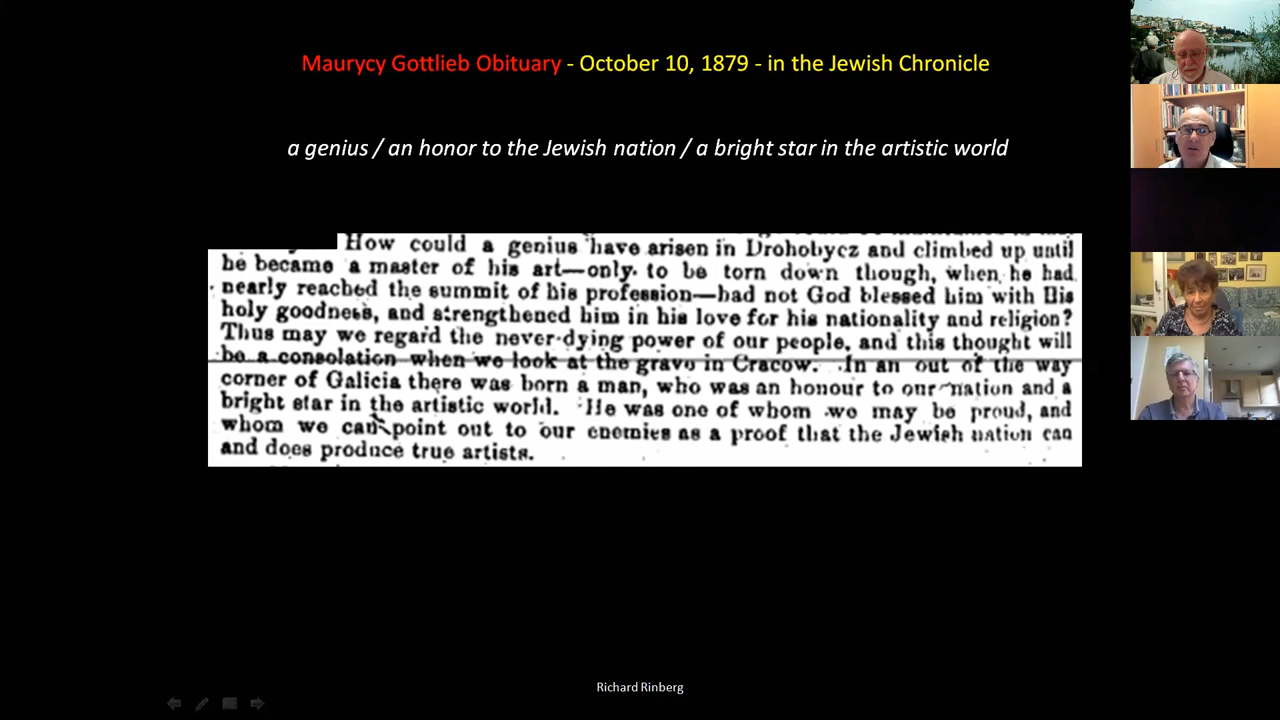 Maurycy Gottlieb Obituary - October 10, 1879 - in the Jewish Chronicle
a genius / an honor to the Jewish nation / a bright star in the artistic world
How could a genius have arisen in Drohobycz and climbed up until
he became a master of his art—only to be torn down though, when he had
nearly reached the summit of his profession—had not God blessed him with His
holy goodness, and strengthened him in his love for his nationality and religion?
Thus may we regard the never-dying power of our people, and this thought will
be a consolation when we look at the grave in Cracow. In an out of the way
corner of Galicia there was born a man, who was an honour to our nation and a
bright star in the artistic world. He was one of whom we may be proud, and
whom we can point out to our enemies as a proof that the Jewish nation can
and does produce true artists.
Richard Rinberg